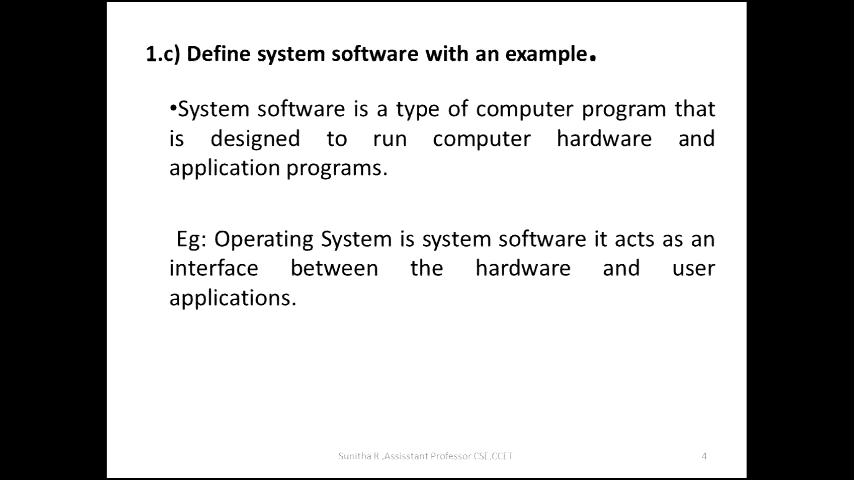 1.c) Define system software with an example.
•System software is a type of computer program that
is designed to run computer hardware and
application programs.
Eg: Operating System is system software it acts as an
interface between the hardware and user
applications.
Sunitha R ,Assisstant Professor CSE,CCET
4